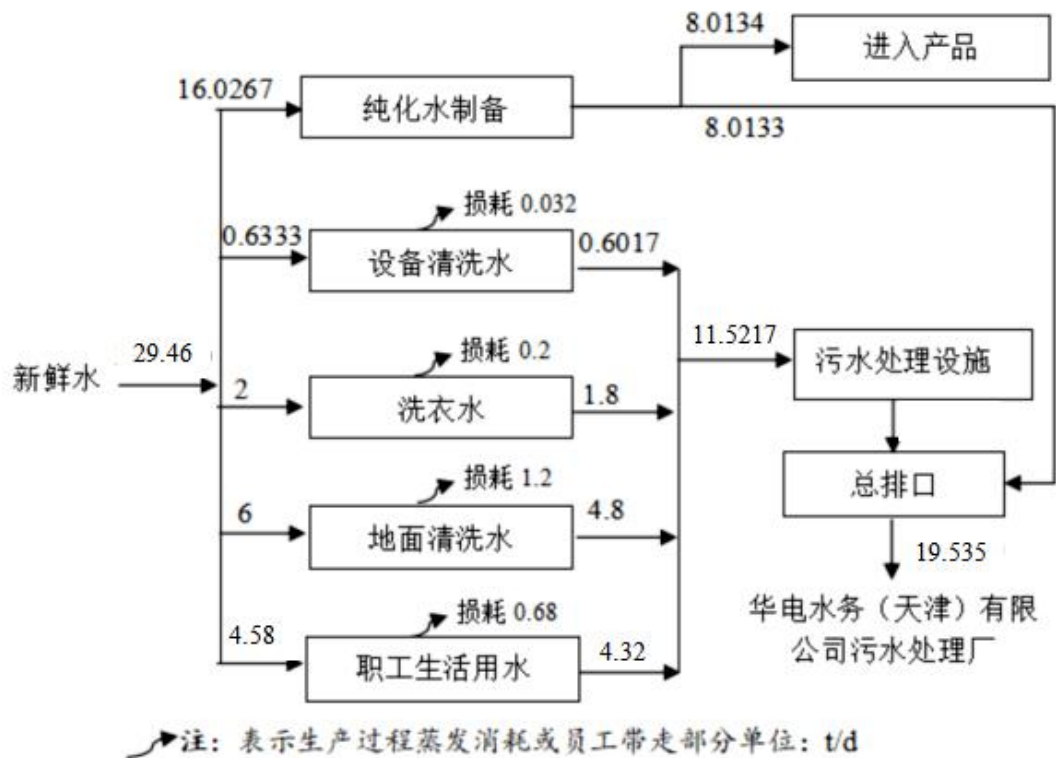 8.0134
进入产品
16.0267
纯化水制备
8.0133
损耗 0.032
0.6333
设备清洗水
0.6017
新鲜水
29.46
损耗 0.2
2
洗衣水
1.8
11.5217
污水处理设施
损耗 1.2
6
地面清洗水
4.8
总排口
19.535
损耗 0.68
4.58
职工生活用水
4.32
华电水务（天津）有限
公司污水处理厂
注：表示生产过程蒸发消耗或员工带走部分单位：t/d